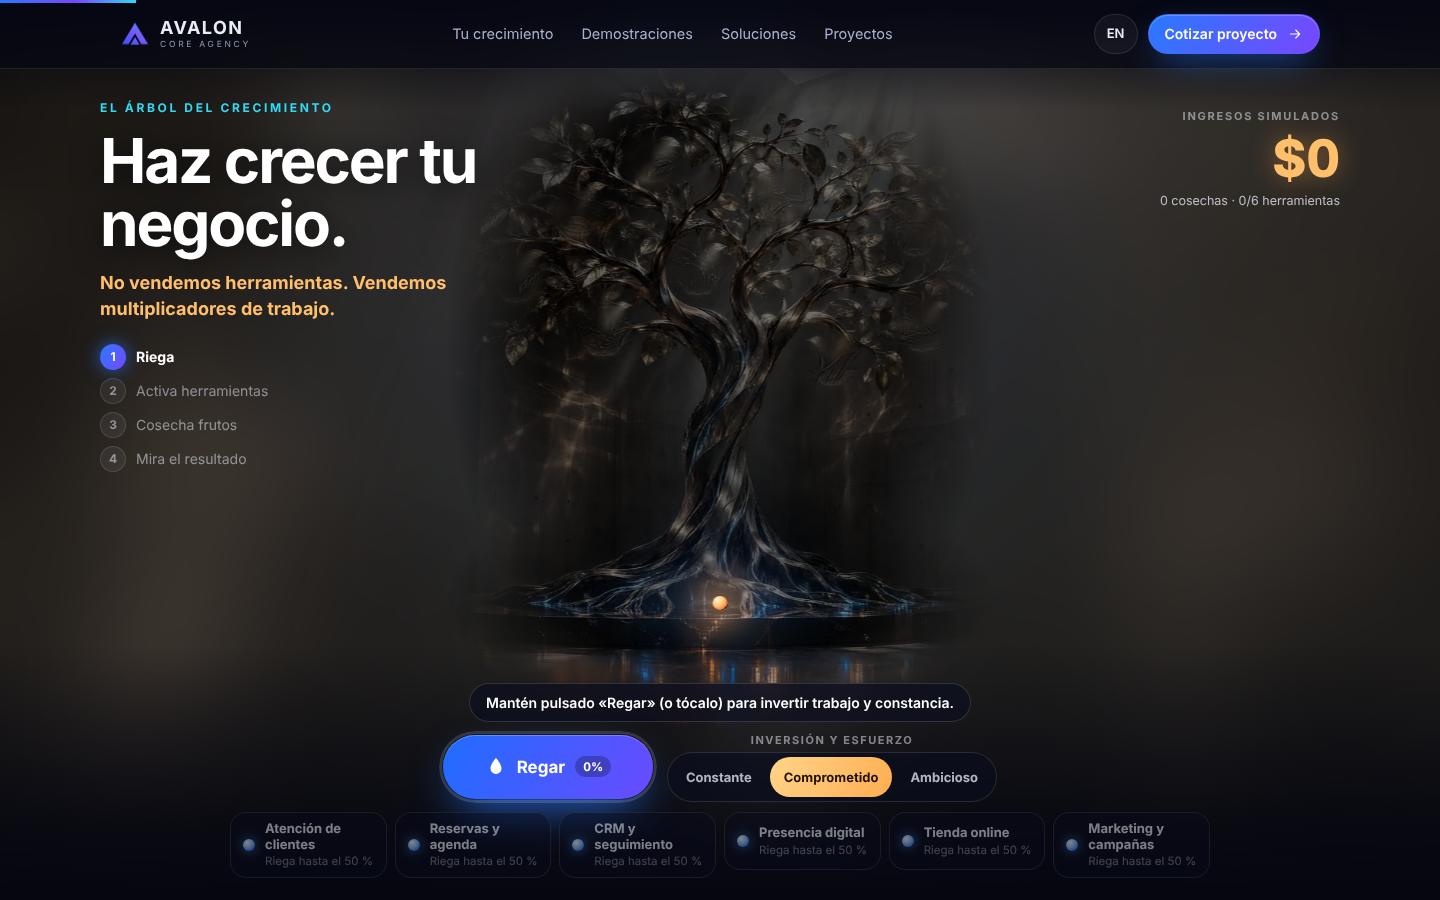 AVALON
CORE AGENCY
Tu crecimiento
Demostraciones
Soluciones
Proyectos
EN
Cotizar proyecto →
EL ÁRBOL DEL CRECIMIENTO
Haz crecer tu
negocio.
No vendemos herramientas. Vendemos
multiplicadores de trabajo.
1 Riega
2 Activa herramientas
3 Cosecha frutos
4 Mira el resultado
INGRESOS SIMULADOS
$0
0 cosechas · 0/6 herramientas
Mantén pulsado «Regar» (o tócalo) para invertir trabajo y constancia.
Regar 0%
INVERSIÓN Y ESFUERZO
Constante
Comprometido
Ambicioso
Atención de
clientes
Riega hasta el 50 %
Reservas y
agenda
Riega hasta el 50 %
CRM y
seguimiento
Riega hasta el 50 %
Presencia digital
Riega hasta el 50 %
Tienda online
Riega hasta el 50 %
Marketing y
campañas
Riega hasta el 50 %